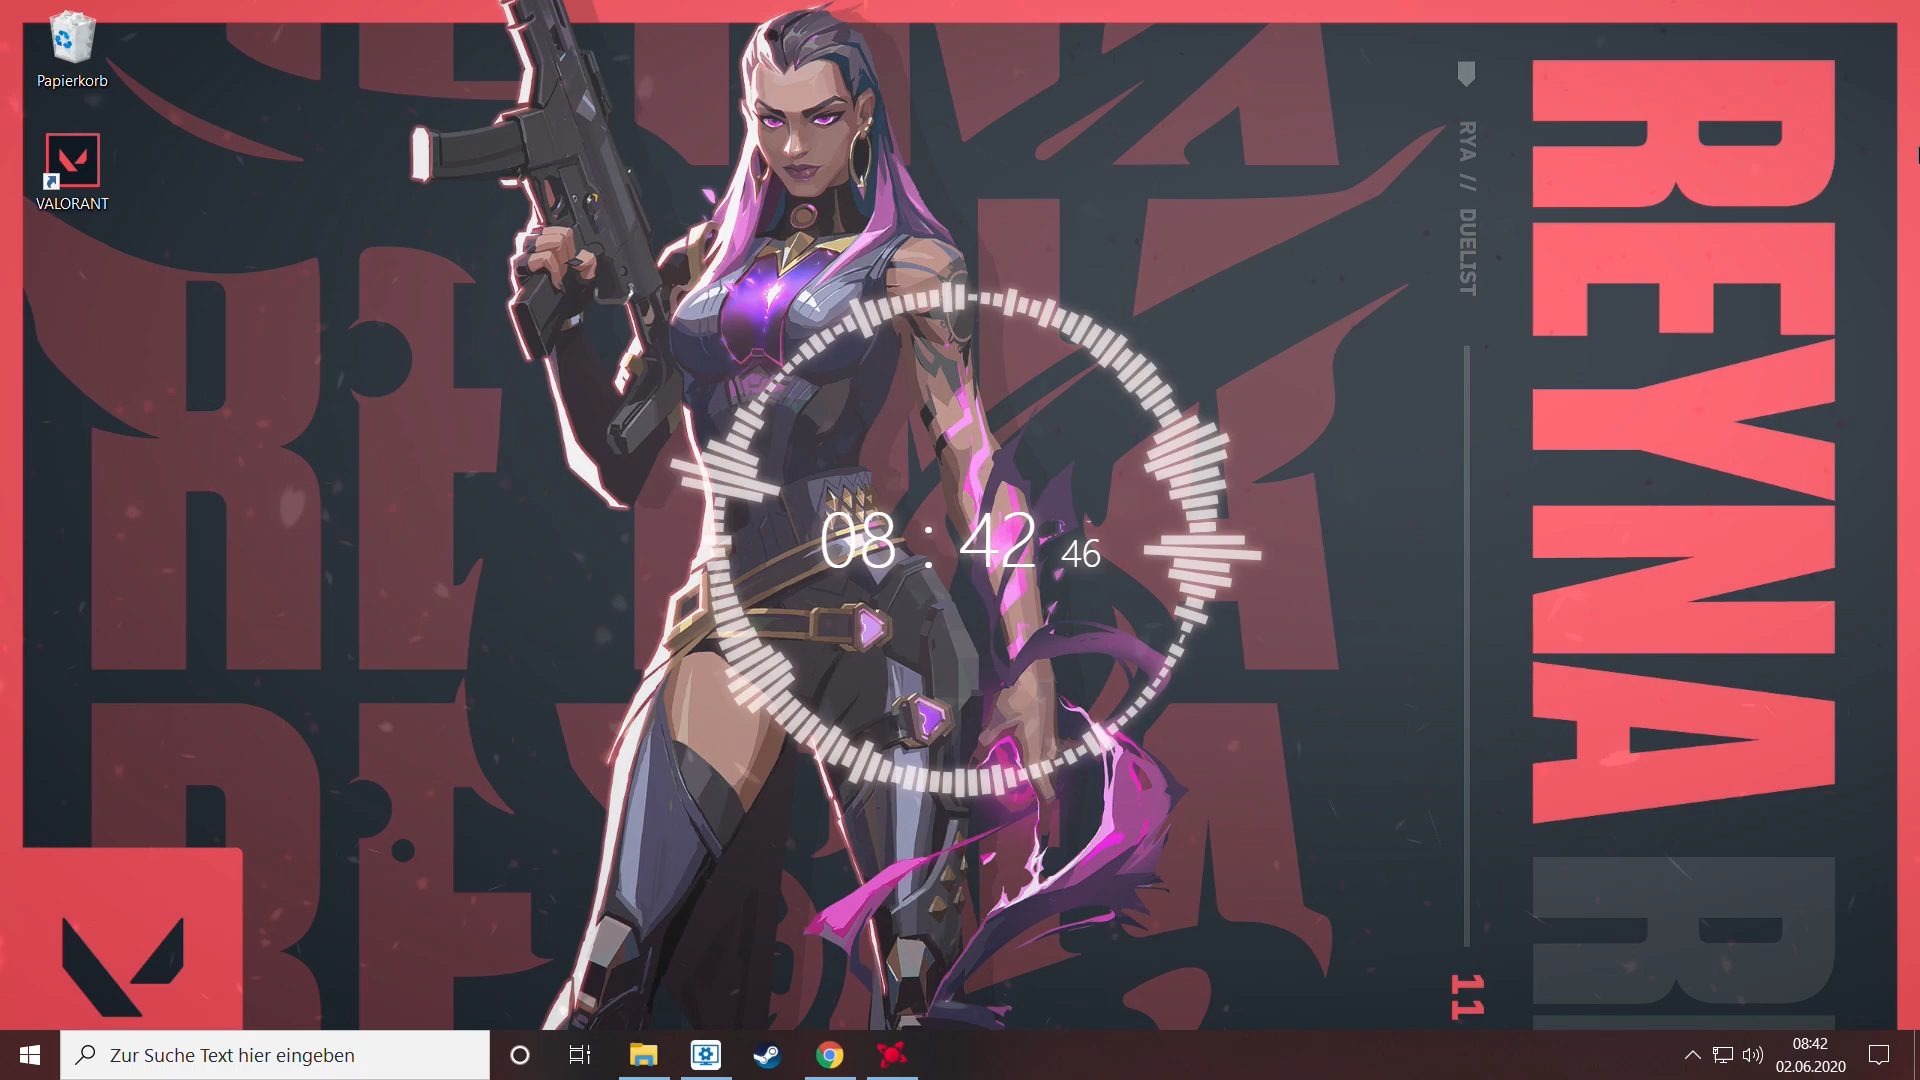 Papierkorb
VALORANT
RYA // DUELIST
11
REYNA
R
08 : 42 46
Zur Suche Text hier eingeben
08:42
02.06.2020